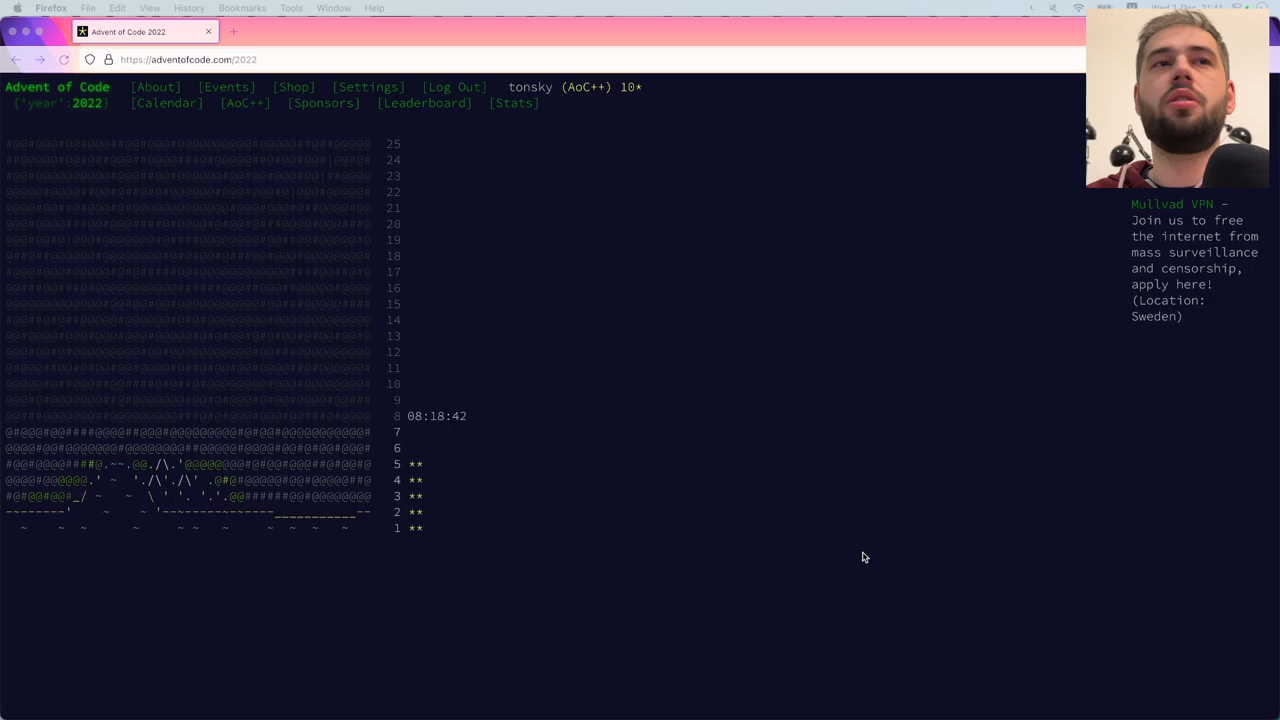 Firefox File Edit View History Bookmarks Tools Window Help
Advent of Code 2022
https://adventofcode.com/2022
Advent of Code [About] [Events] [Shop] [Settings] [Log Out] tonsky (AoC++) 10*
{'year':2022} [Calendar] [AoC++] [Sponsors] [Leaderboard] [Stats]
25
24
23
22
21
20
19
18
17
16
15
14
13
12
11
10
9
8 08:18:42
7
6
5 **
4 **
3 **
2 **
1 **
Mullvad VPN –
Join us to free
the internet from
mass surveillance
and censorship,
apply here!
(Location:
Sweden)